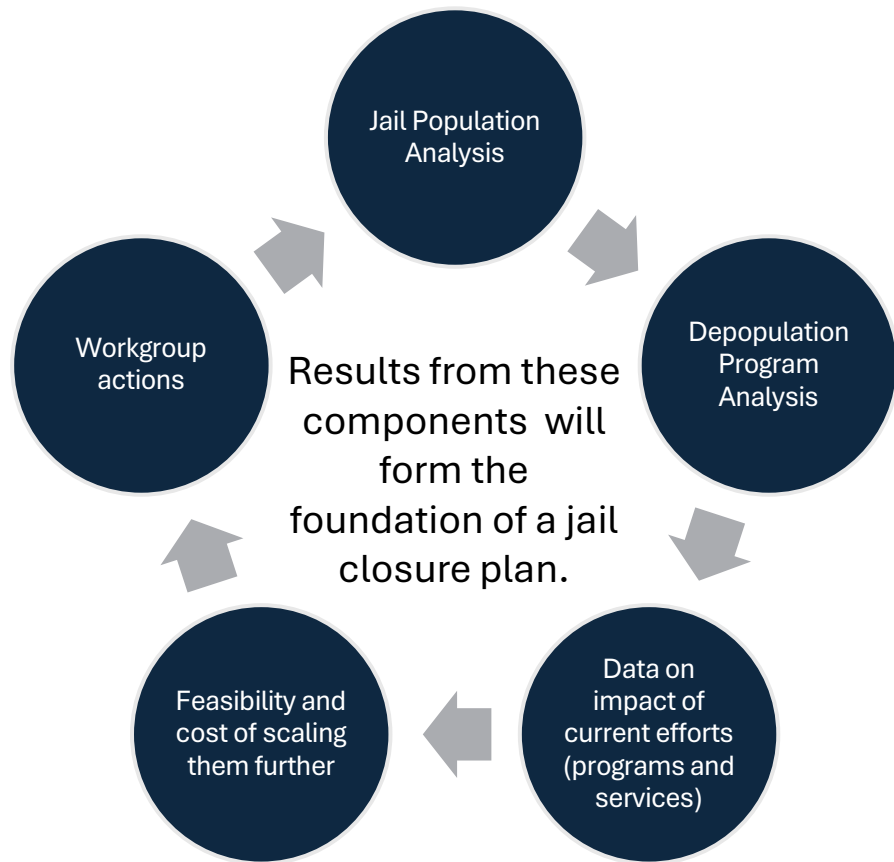 Jail Population
Analysis
Depopulation
Program
Analysis
Data on
impact of
current efforts
(programs and
services)
Feasibility and
cost of scaling
them further
Workgroup
actions
Results from these
components will
form the
foundation of a jail
closure plan.